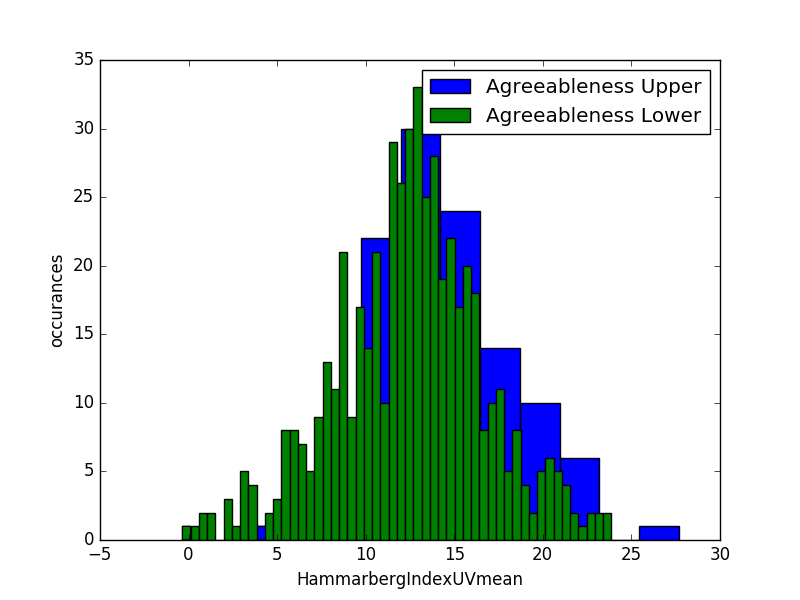 35
30
25
20
15
10
5
0
occurances
Agreeableness Upper
Agreeableness Lower
−5 0 5 10 15 20 25 30
HammarbergIndexUVmean